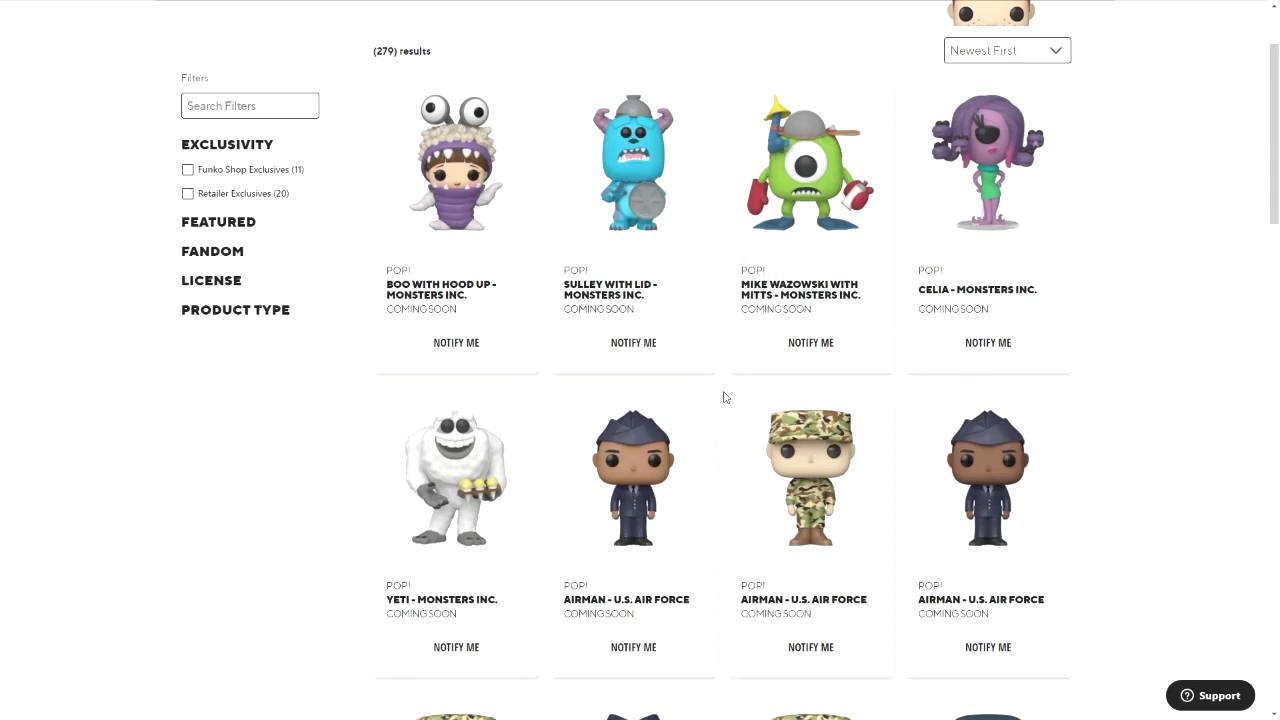 (279) results
Newest First
Filters
Search Filters
EXCLUSIVITY
Funko Shop Exclusives (11)
Retailer Exclusives (20)
FEATURED
FANDOM
LICENSE
PRODUCT TYPE
POP!
BOO WITH HOOD UP -
MONSTERS INC.
COMING SOON
NOTIFY ME
POP!
SULLEY WITH LID -
MONSTERS INC.
COMING SOON
NOTIFY ME
POP!
MIKE WAZOWSKI WITH
MITTS - MONSTERS INC.
COMING SOON
NOTIFY ME
POP!
CELIA - MONSTERS INC.
COMING SOON
NOTIFY ME
POP!
YETI - MONSTERS INC.
COMING SOON
NOTIFY ME
POP!
AIRMAN - U.S. AIR FORCE
COMING SOON
NOTIFY ME
POP!
AIRMAN - U.S. AIR FORCE
COMING SOON
NOTIFY ME
POP!
AIRMAN - U.S. AIR FORCE
COMING SOON
NOTIFY ME
Support